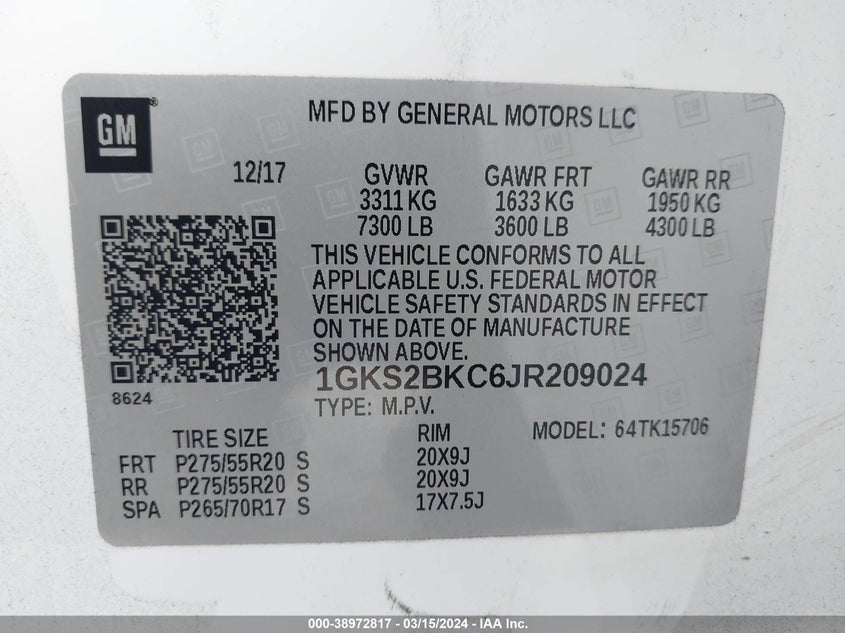 GM
MFD BY GENERAL MOTORS LLC
12/17 GVWR GAWR FRT GAWR RR
3311 KG 1633 KG 1950 KG
7300 LB 3600 LB 4300 LB
THIS VEHICLE CONFORMS TO ALL
APPLICABLE U.S. FEDERAL MOTOR
VEHICLE SAFETY STANDARDS IN EFFECT
ON THE DATE OF MANUFACTURE
SHOWN ABOVE.
1GKS2BKC6JR209024
8624
TYPE: M.P.V.
TIRE SIZE RIM MODEL: 64TK15706
FRT P275/55R20 S 20X9J
RR P275/55R20 S 20X9J
SPA P265/70R17 S 17X7.5J
000-38972817 - 03/15/2024 - IAA Inc.